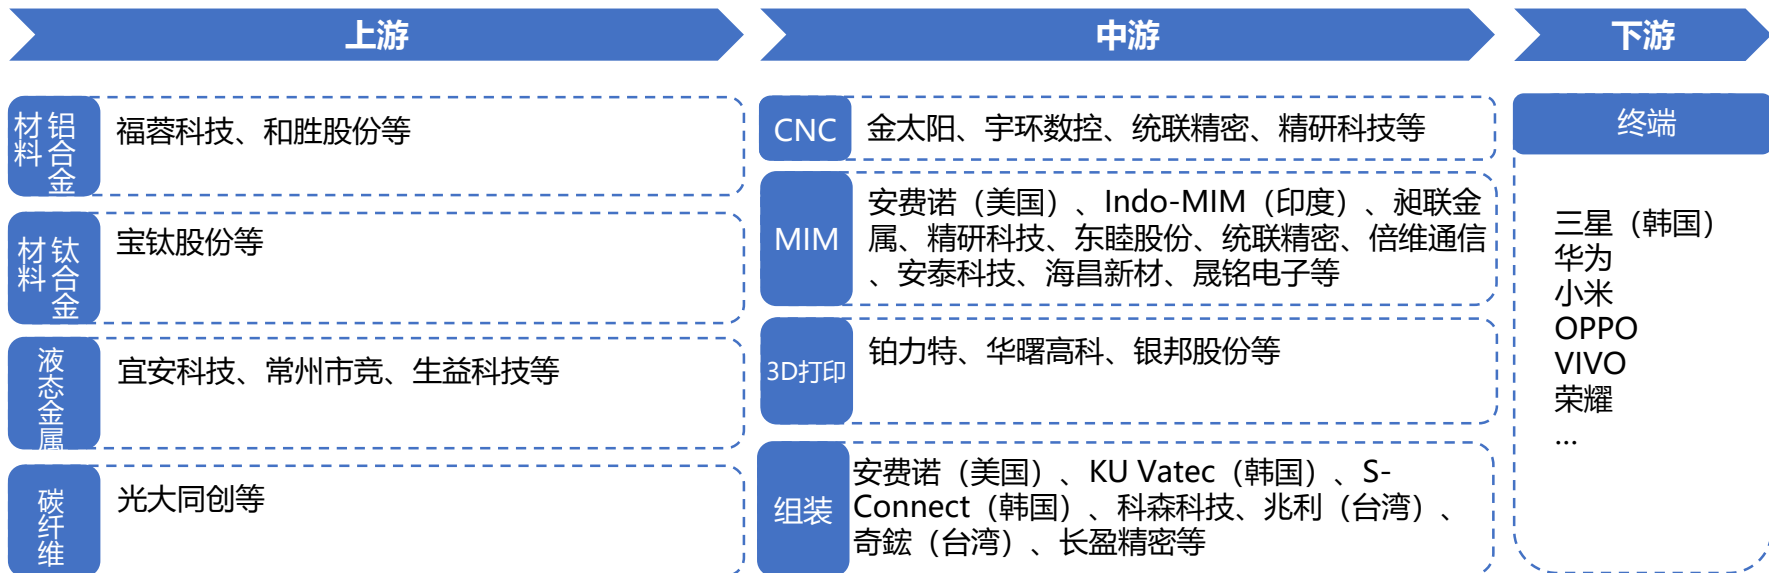 上游
中游
下游
铝合金
材料
福蓉科技、和胜股份等
钛合金
材料
宝钛股份等
液态金属
宜安科技、常州市竞、生益科技等
碳纤维
光大同创等
CNC
金太阳、宇环数控、统联精密、精研科技等
MIM
安费诺（美国）、Indo-MIM（印度）、昶联金
属、精研科技、东睦股份、统联精密、倍维通信
、安泰科技、海昌新材、晟铭电子等
3D打印
铂力特、华曙高科、银邦股份等
组装
安费诺（美国）、KU Vatec（韩国）、S-
Connect（韩国）、科森科技、兆利（台湾）、
奇鋐（台湾）、长盈精密等
终端
三星（韩国）
华为
小米
OPPO
VIVO
荣耀
...